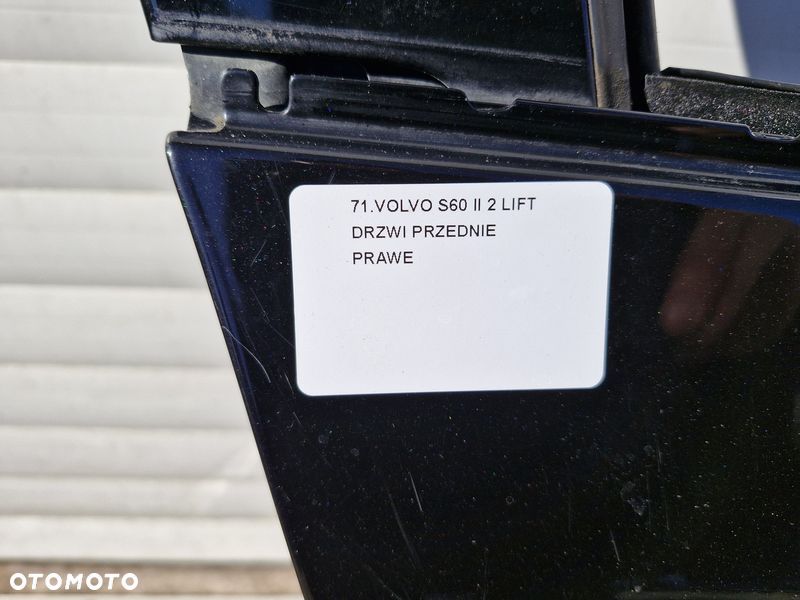 71.VOLVO S60 II 2 LIFT
DRZWI PRZEDNIE
PRAWE
OTOMOTO